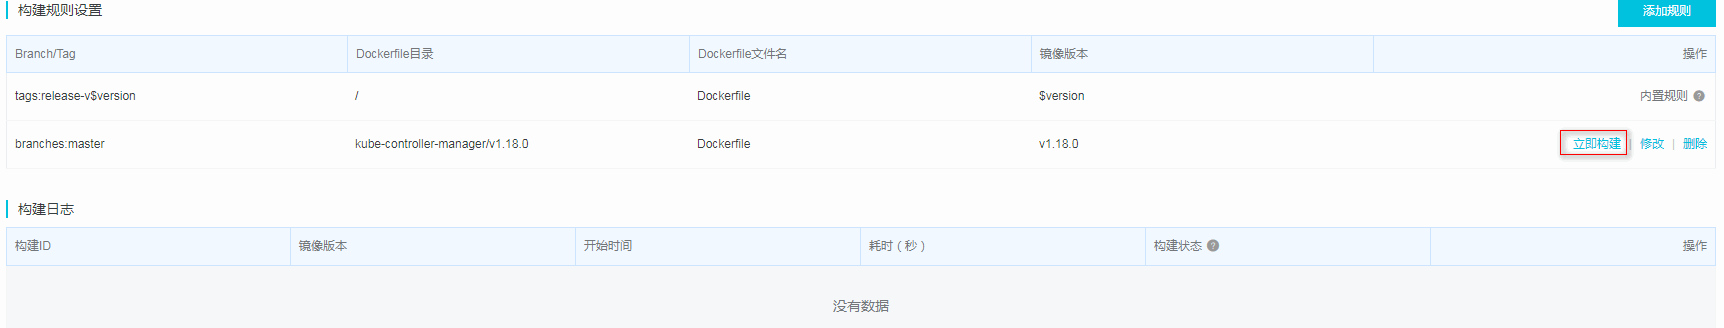 构建规则设置 添加规则
Branch/Tag Dockerfile目录 Dockerfile文件名 镜像版本 操作
tags:release-v$version / Dockerfile $version 内置规则 ?
branches:master kube-controller-manager/v1.18.0 Dockerfile v1.18.0 立即构建 | 修改 | 删除
构建日志
构建ID 镜像版本 开始时间 耗时（秒） 构建状态 ? 操作
没有数据